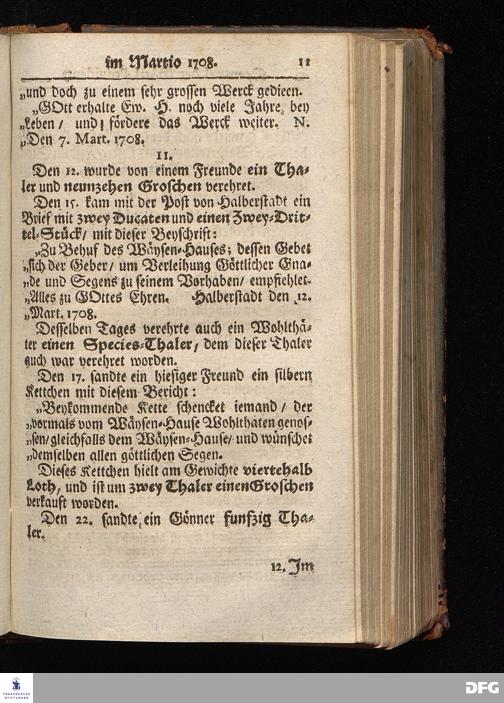 im Martio 1708. 11
„und doch zu einem sehr grossen Werck gedieen.
„GOtt erhalte Ew. H. noch viele Jahre bey
„Leben / und fördere das Werck weiter. N.
„Den 7. Mart. 1708.
11.
Den 12. wurde von einem Freunde ein Tha-
ler und neunzehen Groschen verehret.
Den 15. kam mit der Post von Halberstadt ein
Brief mit zwey Ducaten und einen Zwey-Drit-
tel-Stück / mit dieser Beyschrift:
„Zu Behuf des Wäysen-Hauses; dessen Gebet
„sich der Geber / um Verleihung Göttlicher Gna-
„de und Segens zu seinem Vorhaben / empfiehlet.
„Alles zu GOttes Ehren. Halberstadt den 12.
„Mart. 1708.
Desselben Tages verehrte auch ein Wohlthä-
ter einen Species-Thaler, dem dieser Thaler
auch war verehret worden.
Den 17. sandte ein hiesiger Freund ein silbern
Kettchen mit diesem Bericht:
„Beykommende Kette schencket iemand / der
„vormals vom Wäysen-Hause Wohlthaten genos-
„sen / gleichfalls dem Wäysen-Hause / und wünschet
„demselben allen göttlichen Segen.
Dieses Kettchen hielt am Gewichte viertehalb
Loth, und ist um zwey Thaler einen Groschen
verkauft worden.
Den 22. sandte ein Gönner funfzig Tha-
ler.
12. Im
FRANCKESCHE STIFTUNGEN
DFG